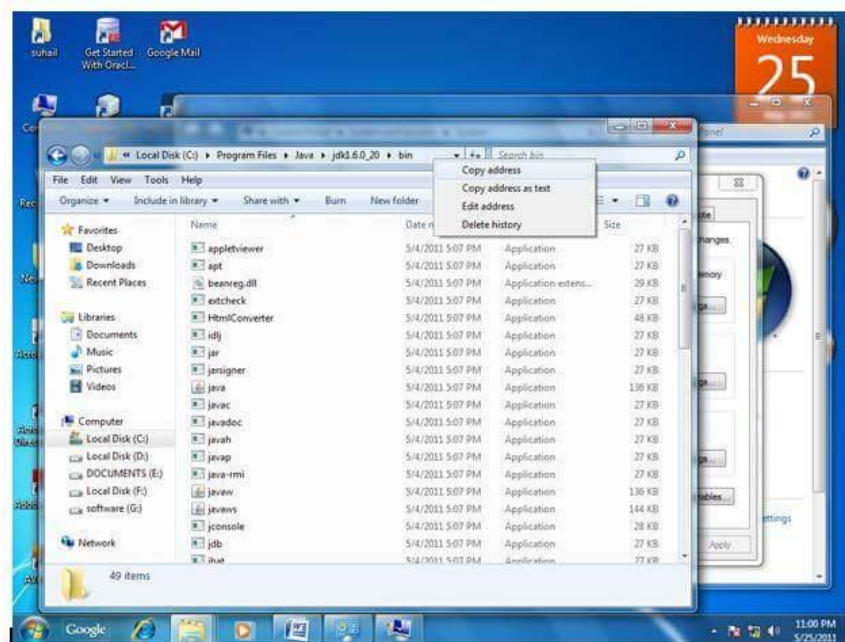 suhail
Get Started With Oracl...
Google Mail
Wednesday
25
« Local Disk (C:) ▸ Program Files ▸ Java ▸ jdk1.6.0_20 ▸ bin
Search bin
File Edit View Tools Help
Organize Include in library Share with Burn New folder
Copy address
Copy address as text
Edit address
Delete history
Name Size
Favorites
Desktop
Downloads
Recent Places
Libraries
Documents
Music
Pictures
Videos
Computer
Local Disk (C:)
Local Disk (D:)
DOCUMENTS (E:)
Local Disk (F:)
software (G:)
Network
appletviewer 5/4/2011 5:07 PM Application 27 KB
apt 5/4/2011 5:07 PM Application 27 KB
beanreg.dll 5/4/2011 5:07 PM Application extens... 29 KB
extcheck 5/4/2011 5:07 PM Application 27 KB
HtmlConverter 5/4/2011 5:07 PM Application 48 KB
idlj 5/4/2011 5:07 PM Application 27 KB
jar 5/4/2011 5:07 PM Application 27 KB
jarsigner 5/4/2011 5:07 PM Application 27 KB
java 5/4/2011 5:07 PM Application 136 KB
javac 5/4/2011 5:07 PM Application 27 KB
javadoc 5/4/2011 5:07 PM Application 27 KB
javah 5/4/2011 5:07 PM Application 27 KB
javap 5/4/2011 5:07 PM Application 27 KB
java-rmi 5/4/2011 5:07 PM Application 27 KB
javaw 5/4/2011 5:07 PM Application 136 KB
javaws 5/4/2011 5:07 PM Application 144 KB
jconsole 5/4/2011 5:07 PM Application 28 KB
jdb 5/4/2011 5:07 PM Application 27 KB
49 items
Apply
Google
11:00 PM
5/25/2011